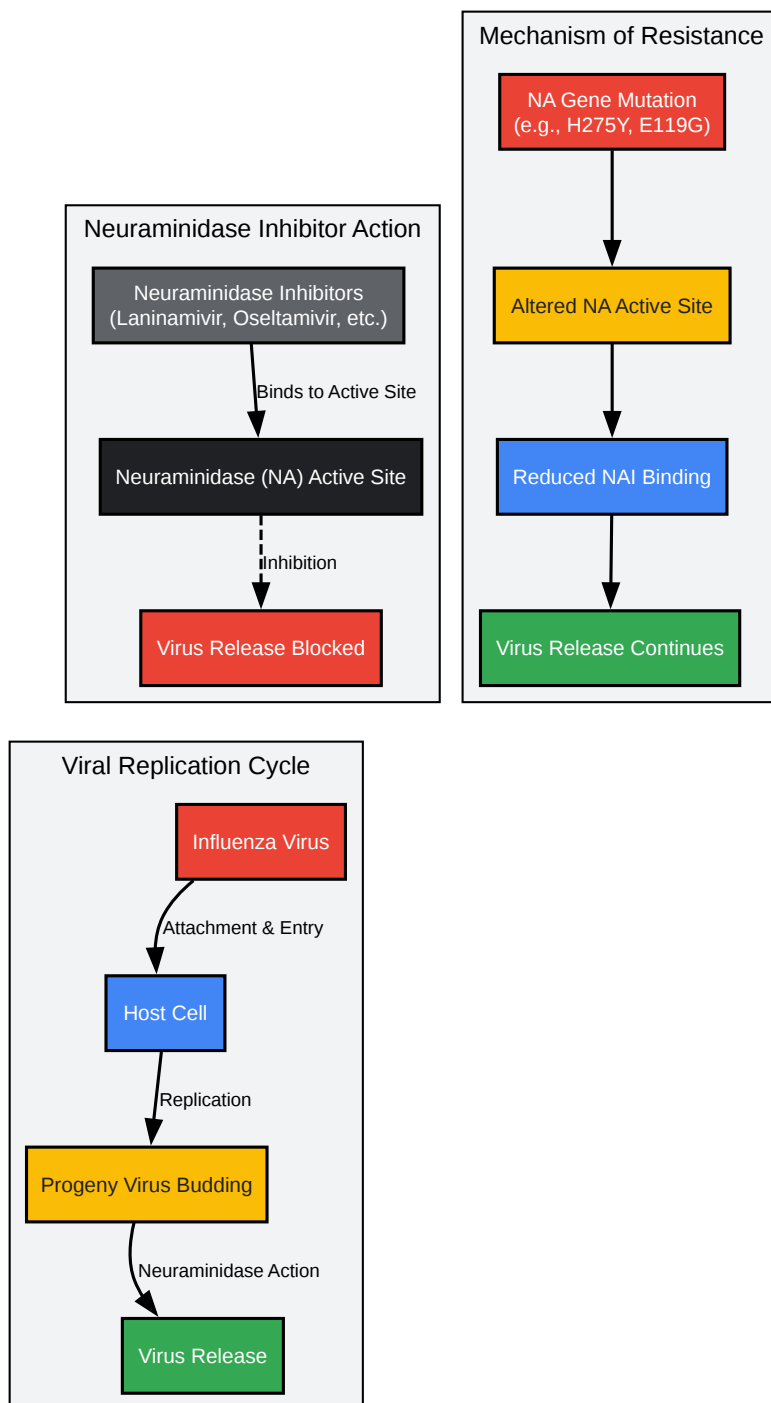 Mechanism of Resistance
NA Gene Mutation
(e.g., H275Y, E119G)
Altered NA Active Site
Reduced NAI Binding
Virus Release Continues
Neuraminidase Inhibitor Action
Neuraminidase Inhibitors
(Laninamivir, Oseltamivir, etc.)
Binds to Active Site
Neuraminidase (NA) Active Site
Inhibition
Virus Release Blocked
Viral Replication Cycle
Influenza Virus
Attachment & Entry
Host Cell
Replication
Progeny Virus Budding
Neuraminidase Action
Virus Release